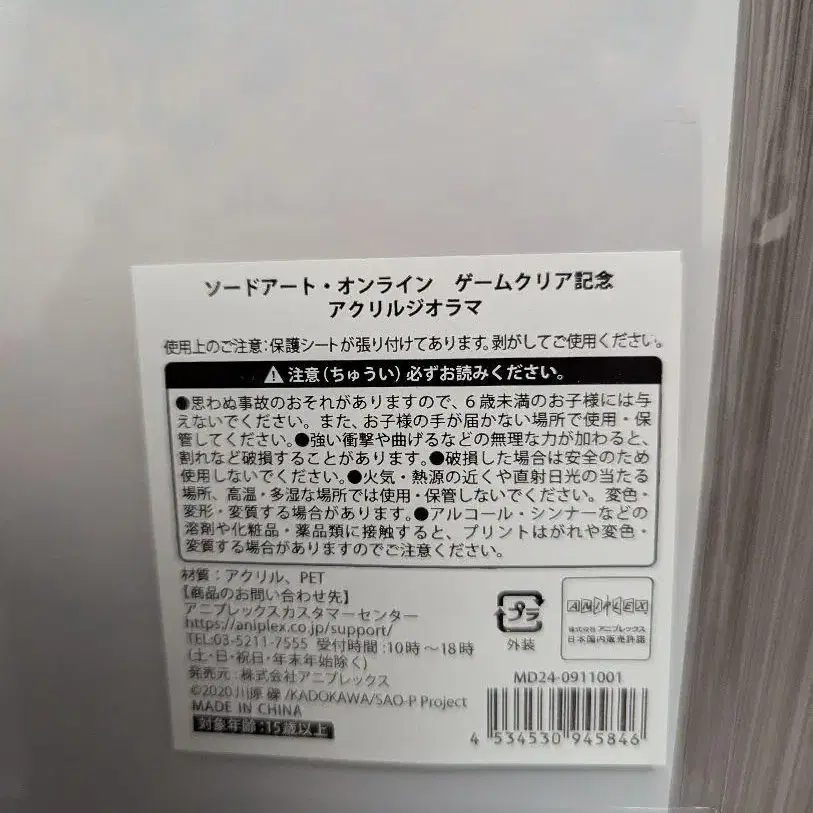 ソードアート・オンライン　ゲームクリア記念
アクリルジオラマ
使用上のご注意:保護シートが張り付けてあります。剥がしてご使用ください。
⚠注意(ちゅうい)必ずお読みください。
●思わぬ事故のおそれがありますので、6歳未満のお子様には与
えないでください。また、お子様の手が届かない場所で使用・保
管してください。●強い衝撃や曲げるなどの無理な力が加わると、
割れなど破損することがあります。●破損した場合は安全のため
使用しないでください。●火気・熱源の近くや直射日光の当たる
場所、高温・多湿な場所では使用・保管しないでください。変色・
変形・変質する場合があります。●アルコール・シンナーなどの
溶剤や化粧品・薬品類に接触すると、プリントはがれや変色・
変質する場合がありますのでご注意ください。
材質:アクリル、PET
【商品のお問い合わせ先】
アニプレックスカスタマーセンター
https://aniplex.co.jp/support/
TEL:03-5211-7555 受付時間:10時〜18時
(土・日・祝日・年末年始除く)
発売元:株式会社アニプレックス
©2020 川原 礫/KADOKAWA/SAO-P Project
MADE IN CHINA
対象年齢:15歳以上
プラ
外装
ANIPLEX
株式会社 アニプレックス
日本国内販売許諾
MD24-0911001
4 534530 945846